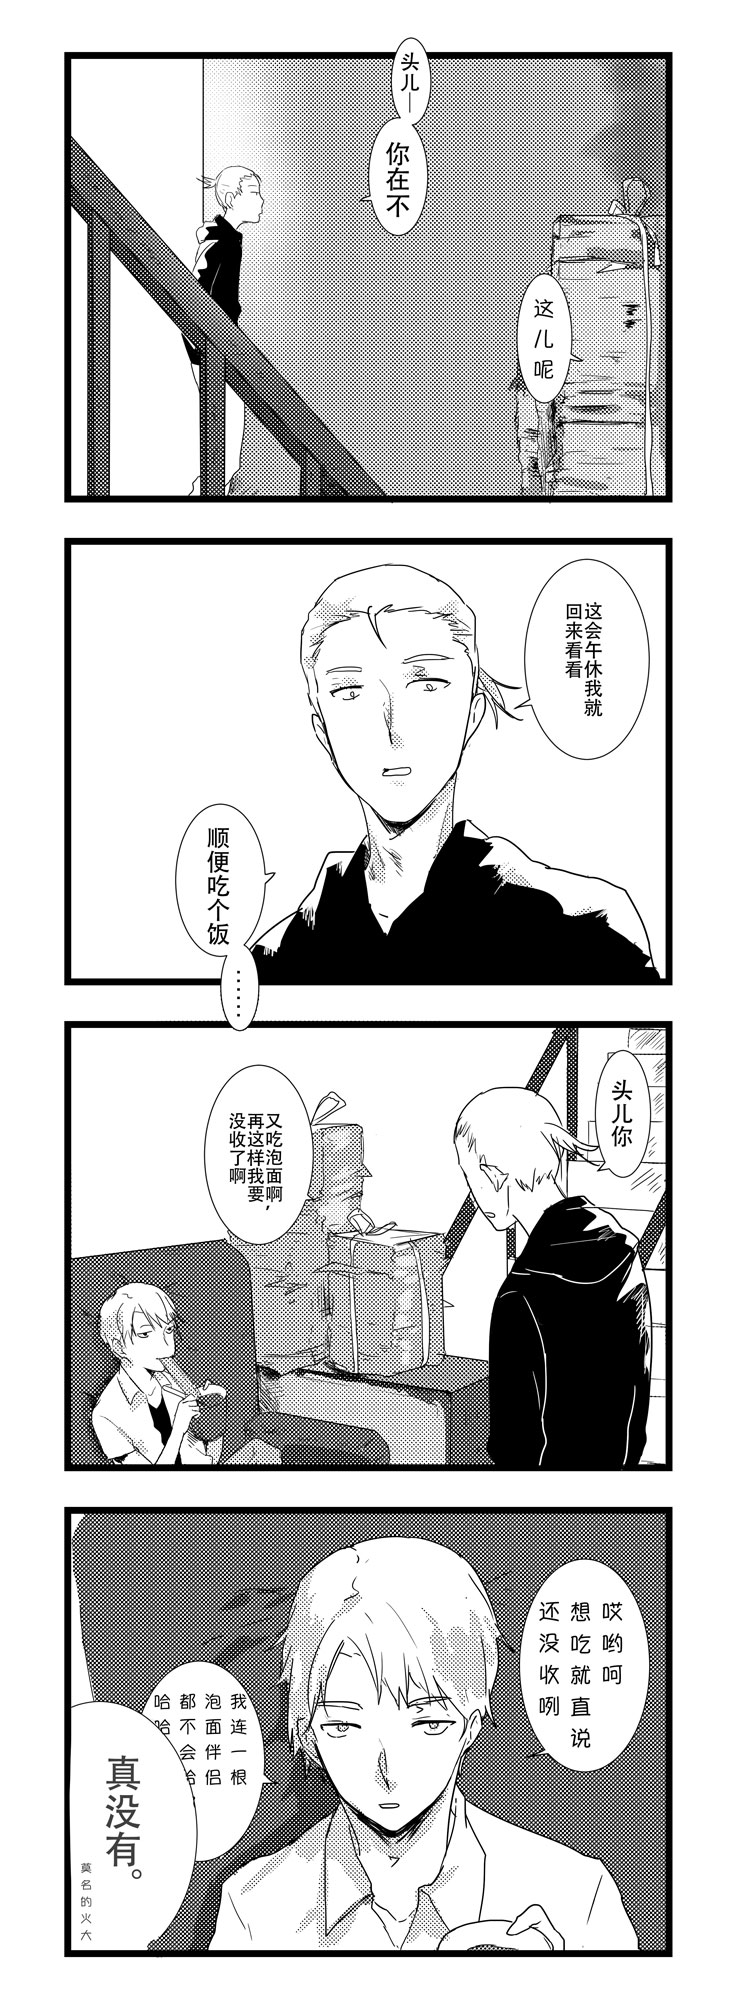 头儿—
你在不
这儿呢
这会午休我就
回来看看
顺便吃个饭
……
头儿你
又吃泡面啊,
再这样我要
没收了啊
哎哟呵
想吃就直说
还没收咧
我连一根
泡面伴侣
都不会给
哈哈
真没有。
莫名的火大